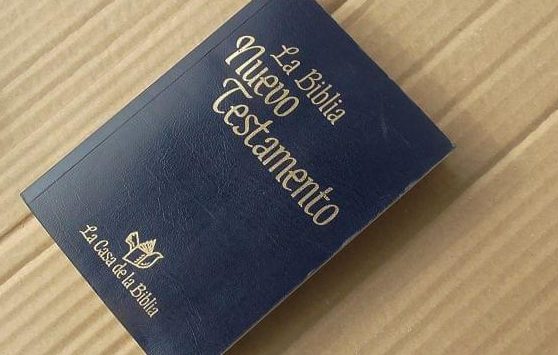 La Biblia
Nuevo
Testamento
La Casa de la Biblia